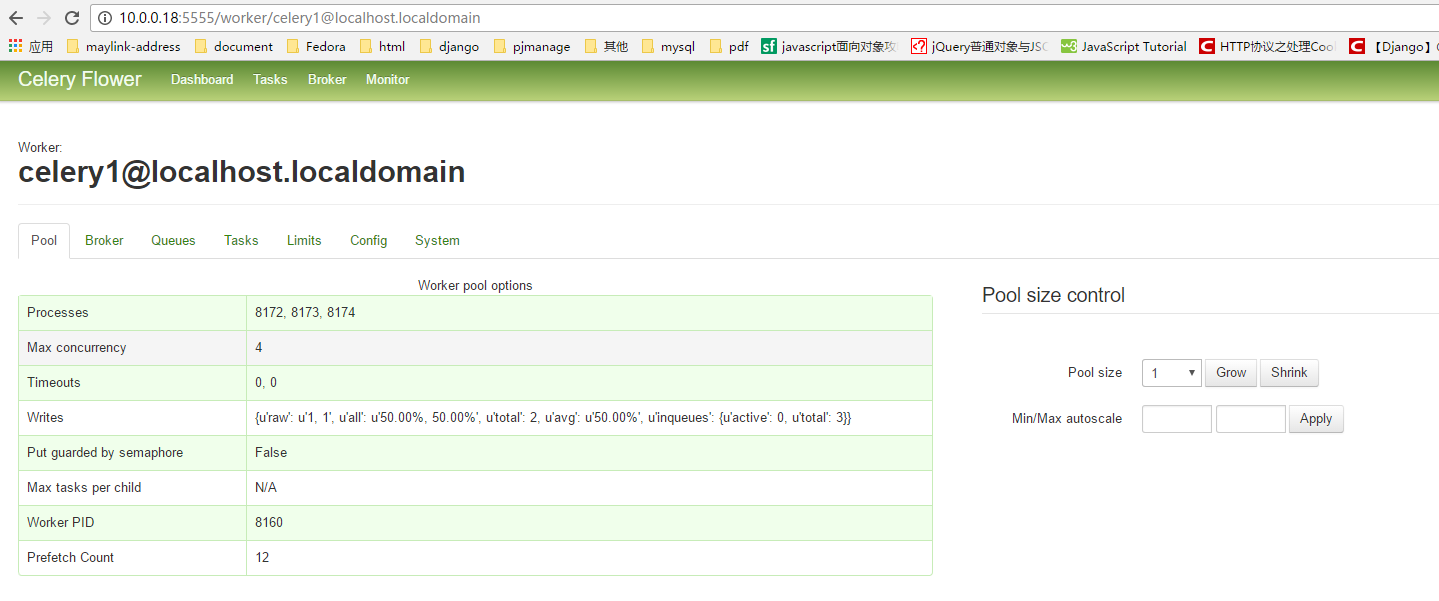 10.0.0.18:5555/worker/celery1@localhost.localdomain
应用 maylink-address document Fedora html django pjmanage 其他 mysql pdf javascript面向对象攻 jQuery普通对象与JSO JavaScript Tutorial HTTP协议之处理Cool 【Django】
Celery Flower Dashboard Tasks Broker Monitor
Worker:
celery1@localhost.localdomain
Pool Broker Queues Tasks Limits Config System
Worker pool options
Processes 8172, 8173, 8174
Max concurrency 4
Timeouts 0, 0
Writes {u'raw': u'1, 1', u'all': u'50.00%, 50.00%', u'total': 2, u'avg': u'50.00%', u'inqueues': {u'active': 0, u'total': 3}}
Put guarded by semaphore False
Max tasks per child N/A
Worker PID 8160
Prefetch Count 12
Pool size control
Pool size 1 Grow Shrink
Min/Max autoscale Apply